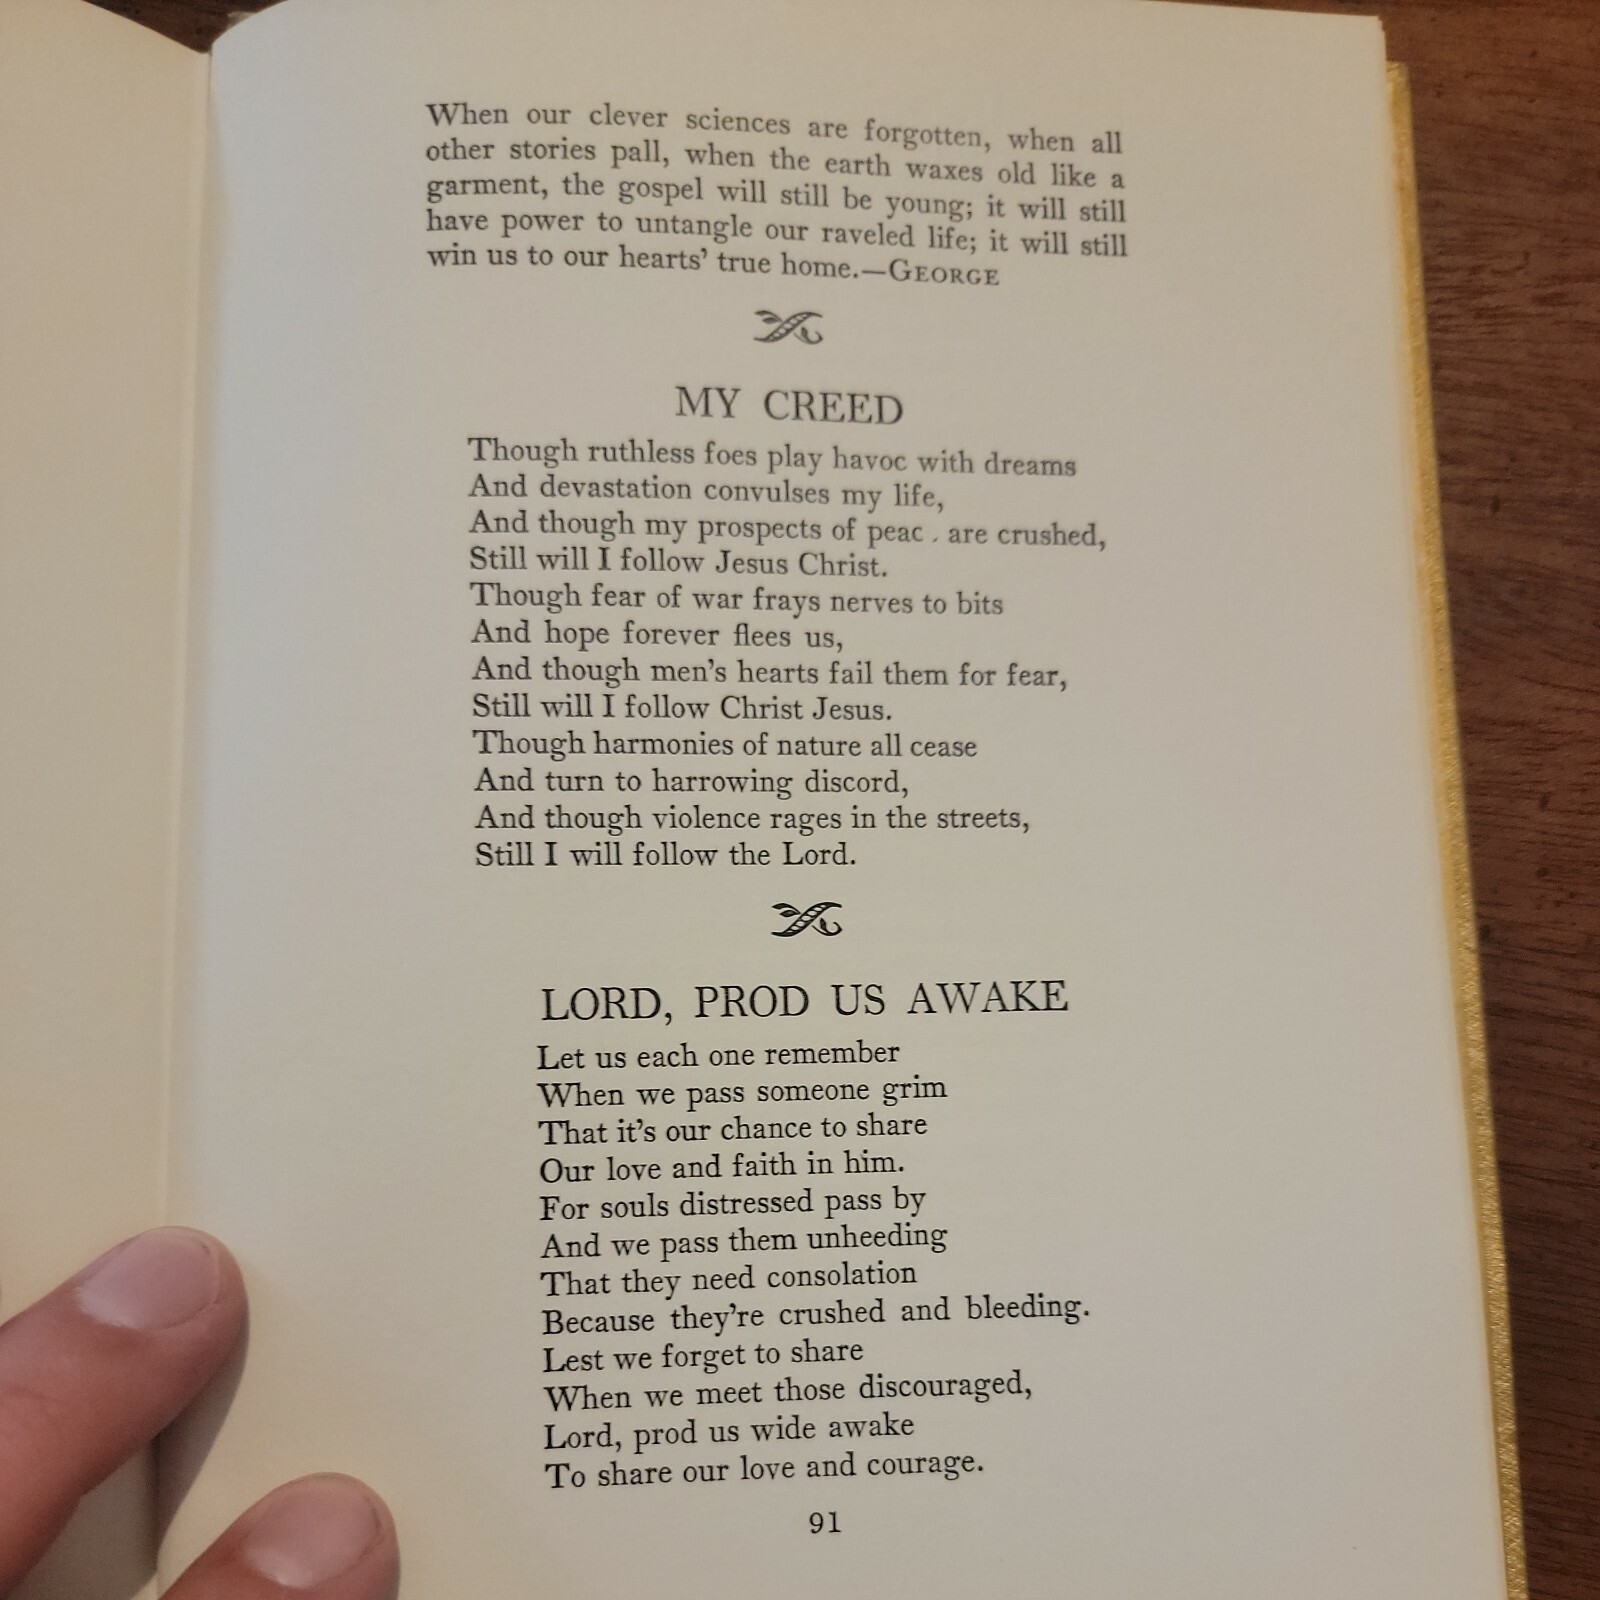 When our clever sciences are forgotten, when all
other stories pall, when the earth waxes old like a
garment, the gospel will still be young; it will still
have power to untangle our raveled life; it will still
win us to our hearts' true home.—GEORGE
MY CREED
Though ruthless foes play havoc with dreams
And devastation convulses my life,
And though my prospects of peac . are crushed,
Still will I follow Jesus Christ.
Though fear of war frays nerves to bits
And hope forever flees us,
And though men's hearts fail them for fear,
Still will I follow Christ Jesus.
Though harmonies of nature all cease
And turn to harrowing discord,
And though violence rages in the streets,
Still I will follow the Lord.
LORD, PROD US AWAKE
Let us each one remember
When we pass someone grim
That it's our chance to share
Our love and faith in him.
For souls distressed pass by
And we pass them unheeding
That they need consolation
Because they're crushed and bleeding.
Lest we forget to share
When we meet those discouraged,
Lord, prod us wide awake
To share our love and courage.
91